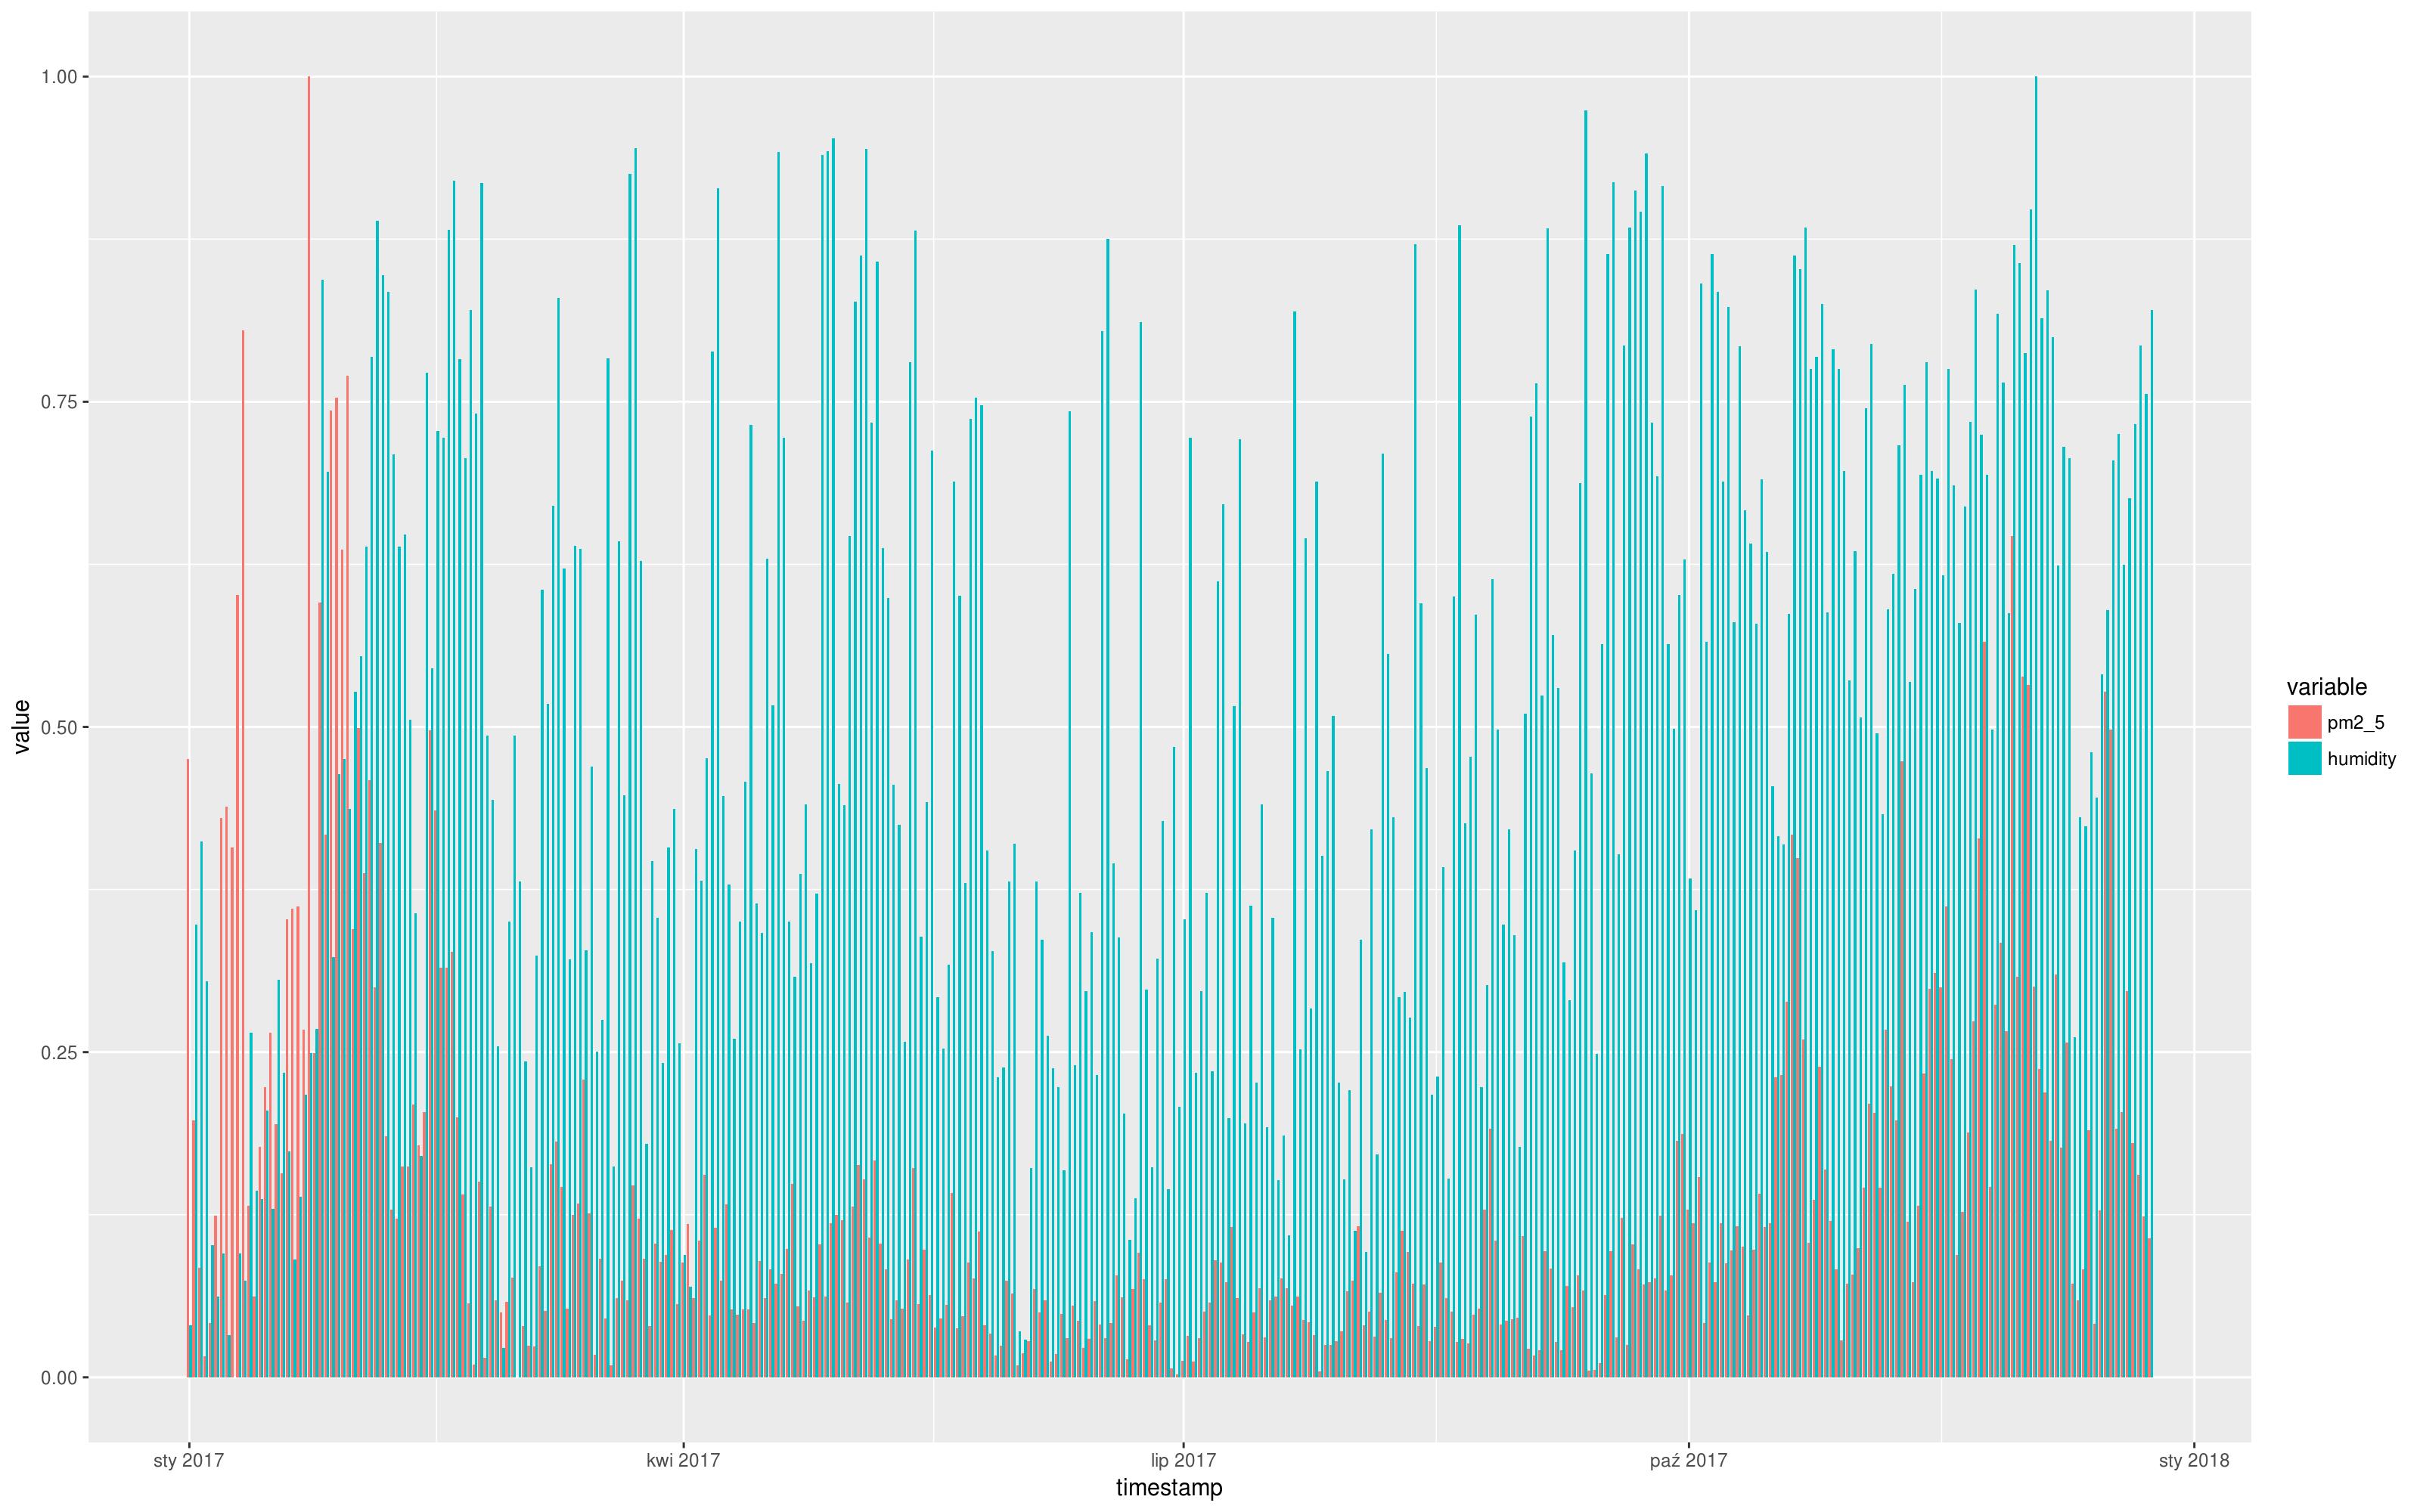 1.00
0.75
0.50
0.25
0.00
value
sty 2017
kwi 2017
lip 2017
paź 2017
sty 2018
timestamp
variable
pm2_5
humidity